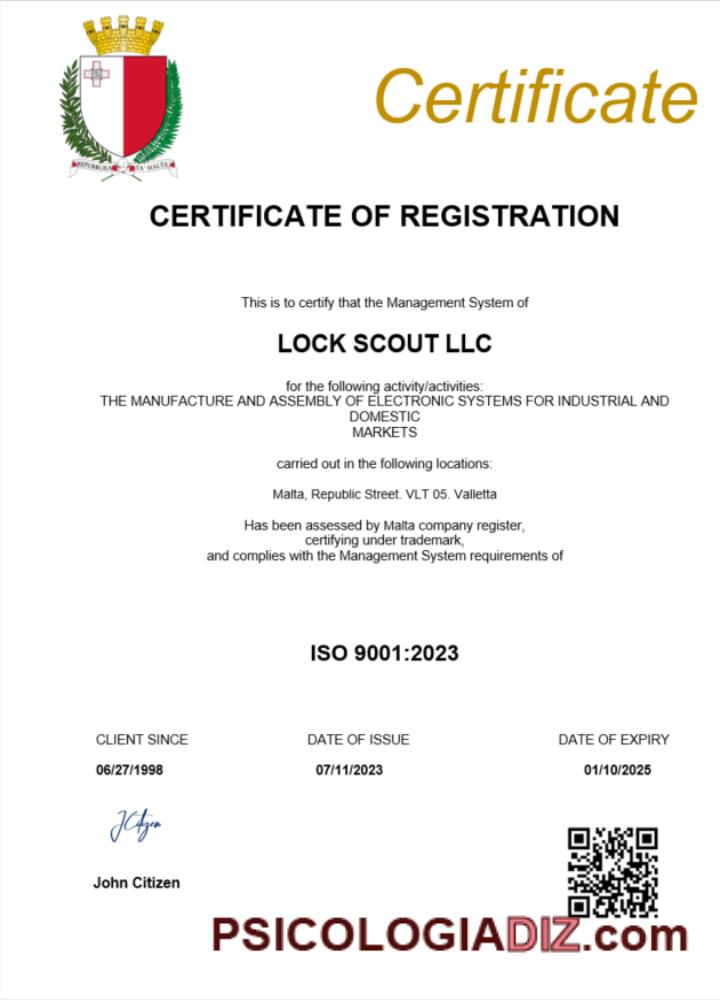 Certificate
REPUBBLIKA TA' MALTA
CERTIFICATE OF REGISTRATION
This is to certify that the Management System of
LOCK SCOUT LLC
for the following activity/activities:
THE MANUFACTURE AND ASSEMBLY OF ELECTRONIC SYSTEMS FOR INDUSTRIAL AND
DOMESTIC
MARKETS
carried out in the following locations:
Malta, Republic Street. VLT 05. Valletta
Has been assessed by Malta company register,
certifying under trademark,
and complies with the Management System requirements of
ISO 9001:2023
CLIENT SINCE DATE OF ISSUE DATE OF EXPIRY
06/27/1998 07/11/2023 01/10/2025
JCitizen
John Citizen
PSICOLOGIADIZ.com